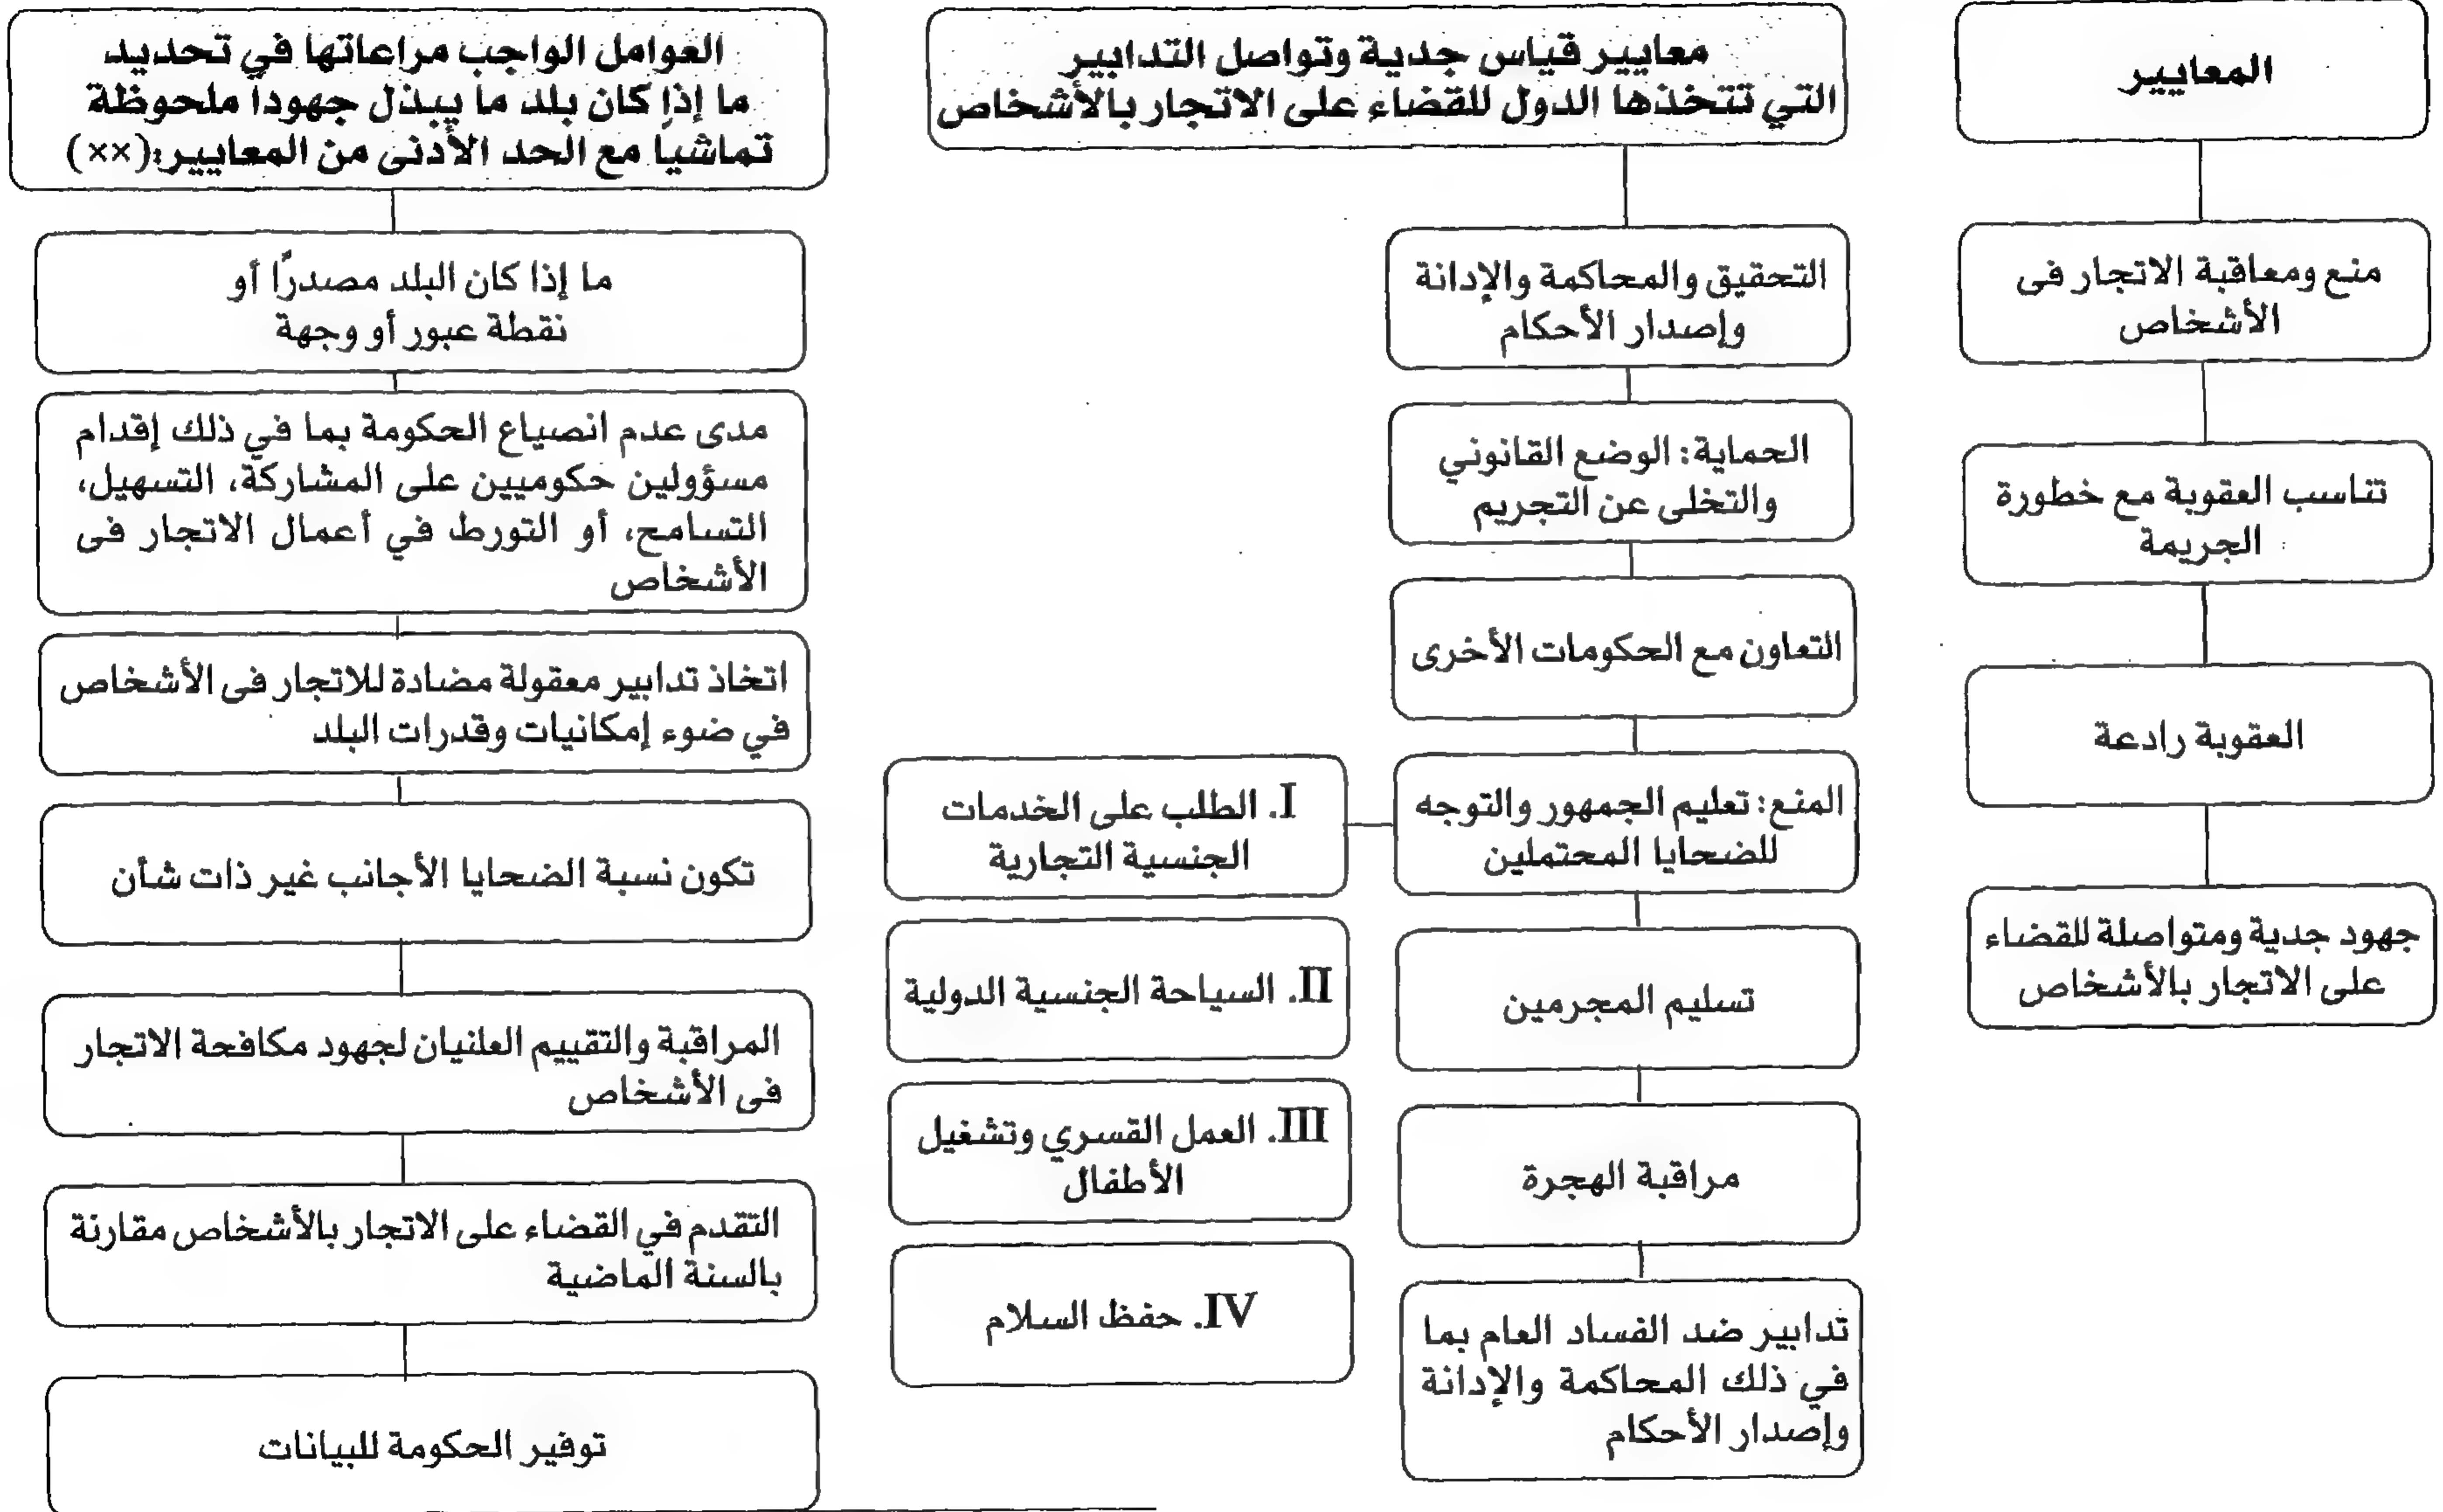 المعايير
منع ومعاقبة الاتجار فى
الأشخاص
تناسب العقوبة مع خطورة
الجريمة
العقوبة رادعة
جهود جدية ومتواصلة للقضاء
على الاتجار بالأشخاص
معايير قياس جدية وتواصل التدابير
التي تتخذها الدول للقضاء على الاتجار بالأشخاص
التحقيق والمحاكمة والإدانة
وإصدار الأحكام
الحماية: الوضع القانوني
والتخلى عن التجريم
التعاون مع الحكومات الأخرى
المنع: تعليم الجمهور والتوجه
للضحايا المحتملين
I. الطلب على الخدمات
الجنسية التجارية
II. السياحة الجنسية الدولية
III. العمل القسري وتشغيل
الأطفال
IV. حفظ السلام
تسليم المجرمين
مراقبة الهجرة
تدابير ضد الفساد العام بما
في ذلك المحاكمة والإدانة
وإصدار الأحكام
العوامل الواجب مراعاتها في تحديد
ما إذا كان بلد ما يبذل جهوداً ملحوظة
تماشياً مع الحد الأدنى من المعايير:(××)
ما إذا كان البلد مصدرًا أو
نقطة عبور أو وجهة
مدى عدم انصياع الحكومة بما في ذلك إقدام
مسؤولين حكوميين على المشاركة، التسهيل،
التسامح، أو التورط في أعمال الاتجار فى
الأشخاص
اتخاذ تدابير معقولة مضادة للاتجار فى الأشخاص
في ضوء إمكانيات وقدرات البلد
تكون نسبة الضحايا الأجانب غير ذات شأن
المراقبة والتقييم العلنيان لجهود مكافحة الاتجار
فى الأشخاص
التقدم في القضاء على الاتجار بالأشخاص مقارنة
بالسنة الماضية
توفير الحكومة للبيانات